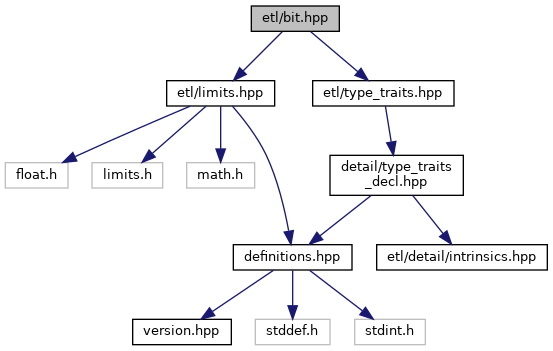 etl/bit.hpp
etl/limits.hpp
etl/type_traits.hpp
float.h
limits.h
math.h
detail/type_traits
_decl.hpp
definitions.hpp
etl/detail/intrinsics.hpp
version.hpp
stddef.h
stdint.h